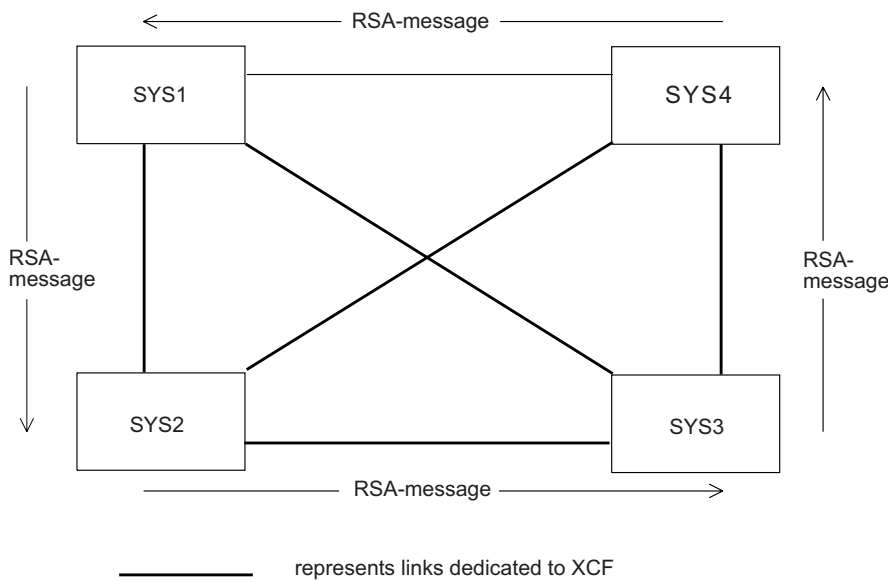 RSA-message
SYS1
SYS4
RSA-
message
RSA-
message
SYS2
SYS3
RSA-message
represents links dedicated to XCF